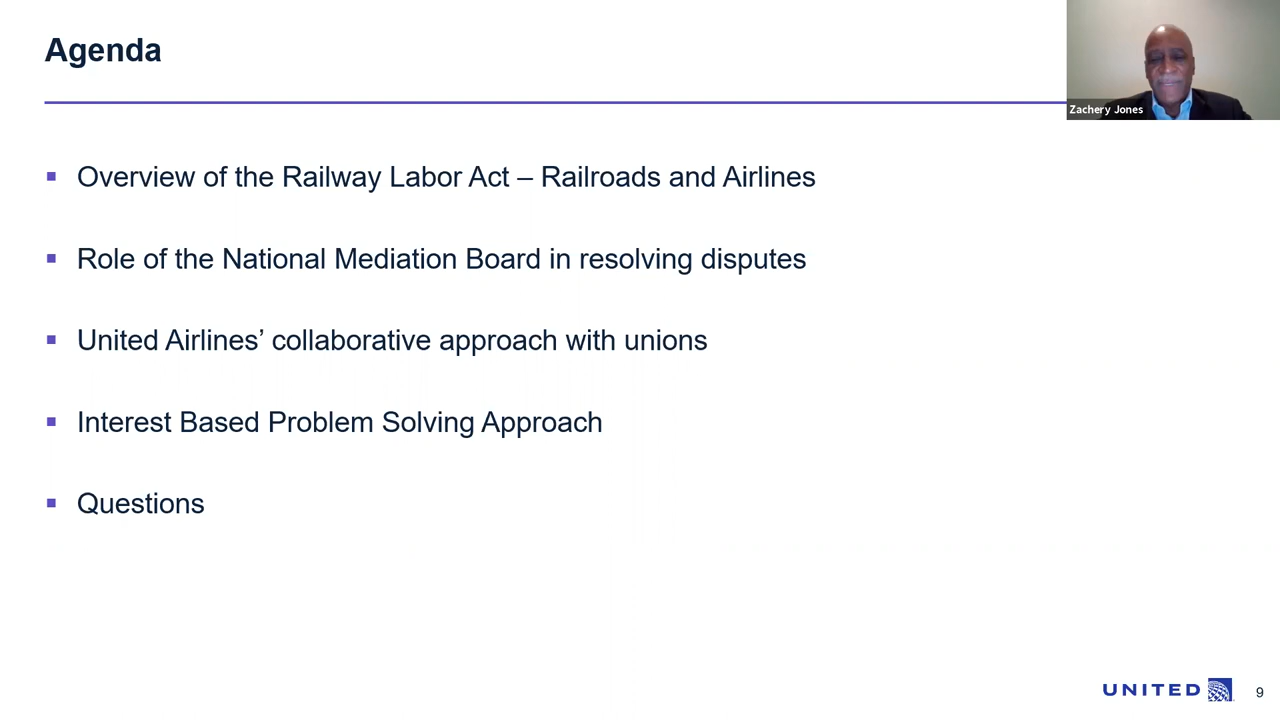 Agenda
Zachery Jones
▪ Overview of the Railway Labor Act – Railroads and Airlines
▪ Role of the National Mediation Board in resolving disputes
▪ United Airlines’ collaborative approach with unions
▪ Interest Based Problem Solving Approach
▪ Questions
UNITED
9